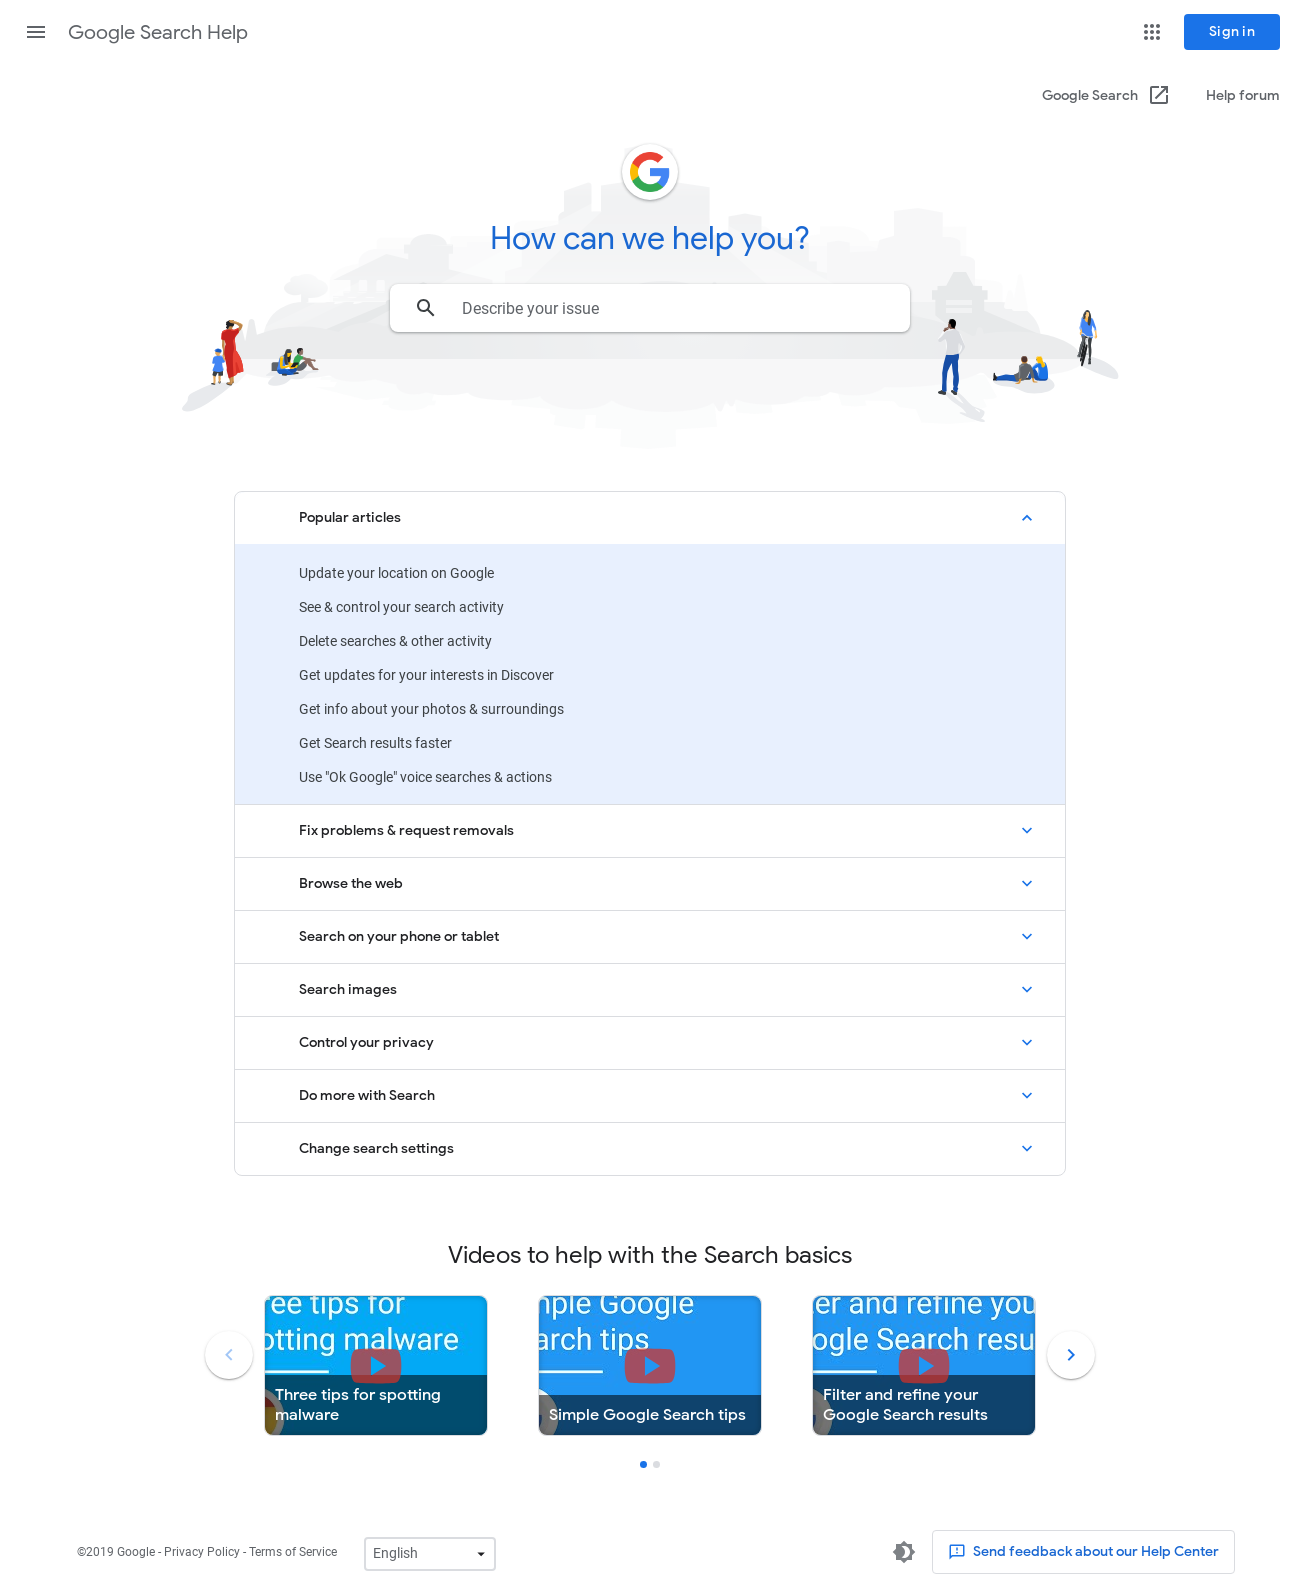 Google Search Help
Sign in
Google Search
Help forum
How can we help you?
Describe your issue
Popular articles
Update your location on Google
See & control your search activity
Delete searches & other activity
Get updates for your interests in Discover
Get info about your photos & surroundings
Get Search results faster
Use "Ok Google" voice searches & actions
Fix problems & request removals
Browse the web
Search on your phone or tablet
Search images
Control your privacy
Do more with Search
Change search settings
Videos to help with the Search basics
ree tips for
otting malware
Three tips for spotting
malware
mple Google
arch tips
Simple Google Search tips
er and refine you
ogle Search resu
Filter and refine your
Google Search results
©2019 Google - Privacy Policy - Terms of Service
English
Send feedback about our Help Center